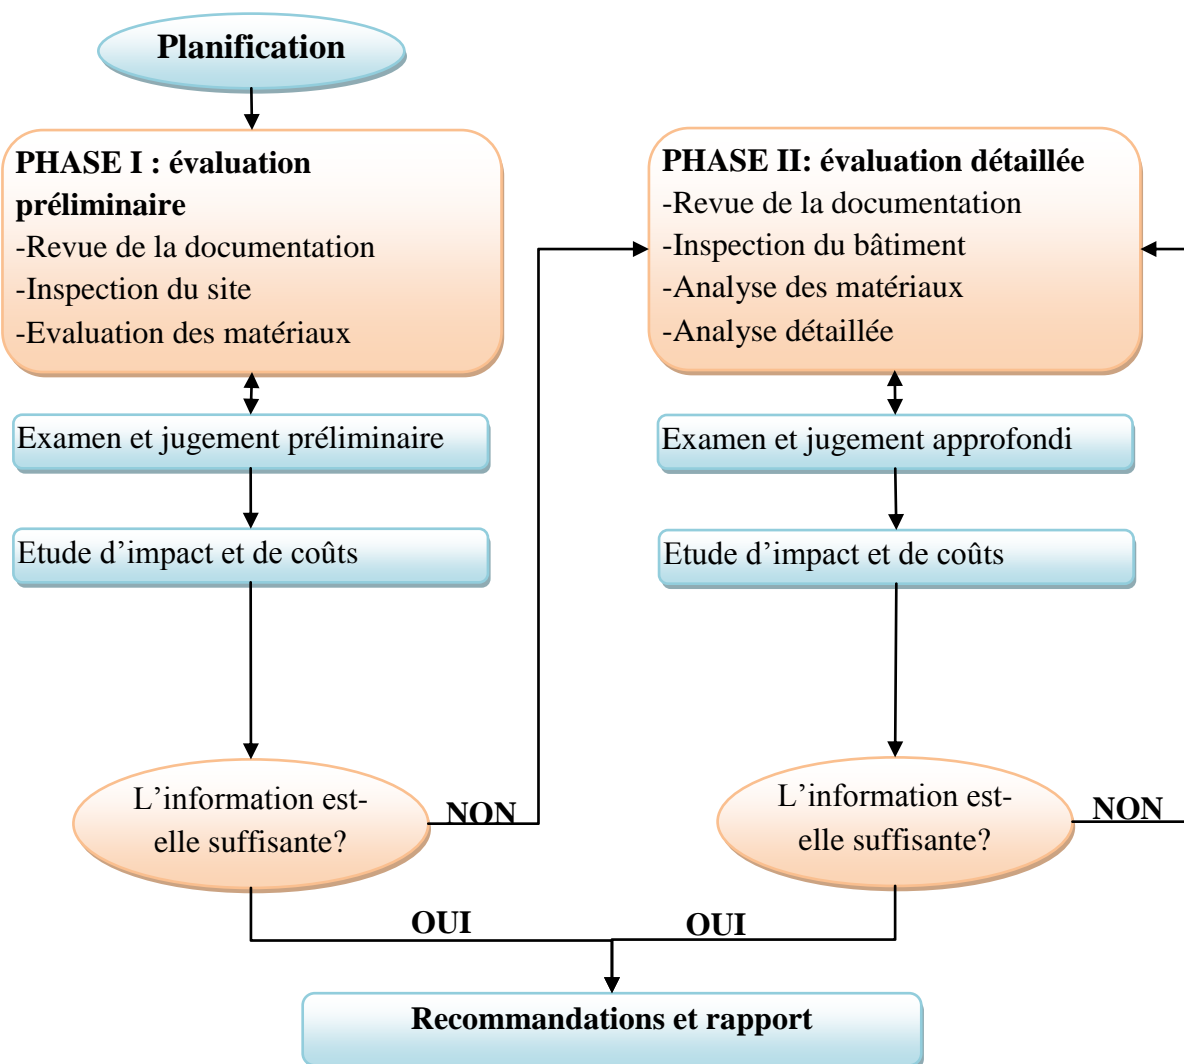 Planification
PHASE I : évaluation
préliminaire
-Revue de la documentation
-Inspection du site
-Evaluation des matériaux
Examen et jugement préliminaire
Etude d’impact et de coûts
L’information est-
elle suffisante?
NON
OUI
PHASE II: évaluation détaillée
-Revue de la documentation
-Inspection du bâtiment
-Analyse des matériaux
-Analyse détaillée
Examen et jugement approfondi
Etude d’impact et de coûts
L’information est-
elle suffisante?
NON
OUI
Recommandations et rapport